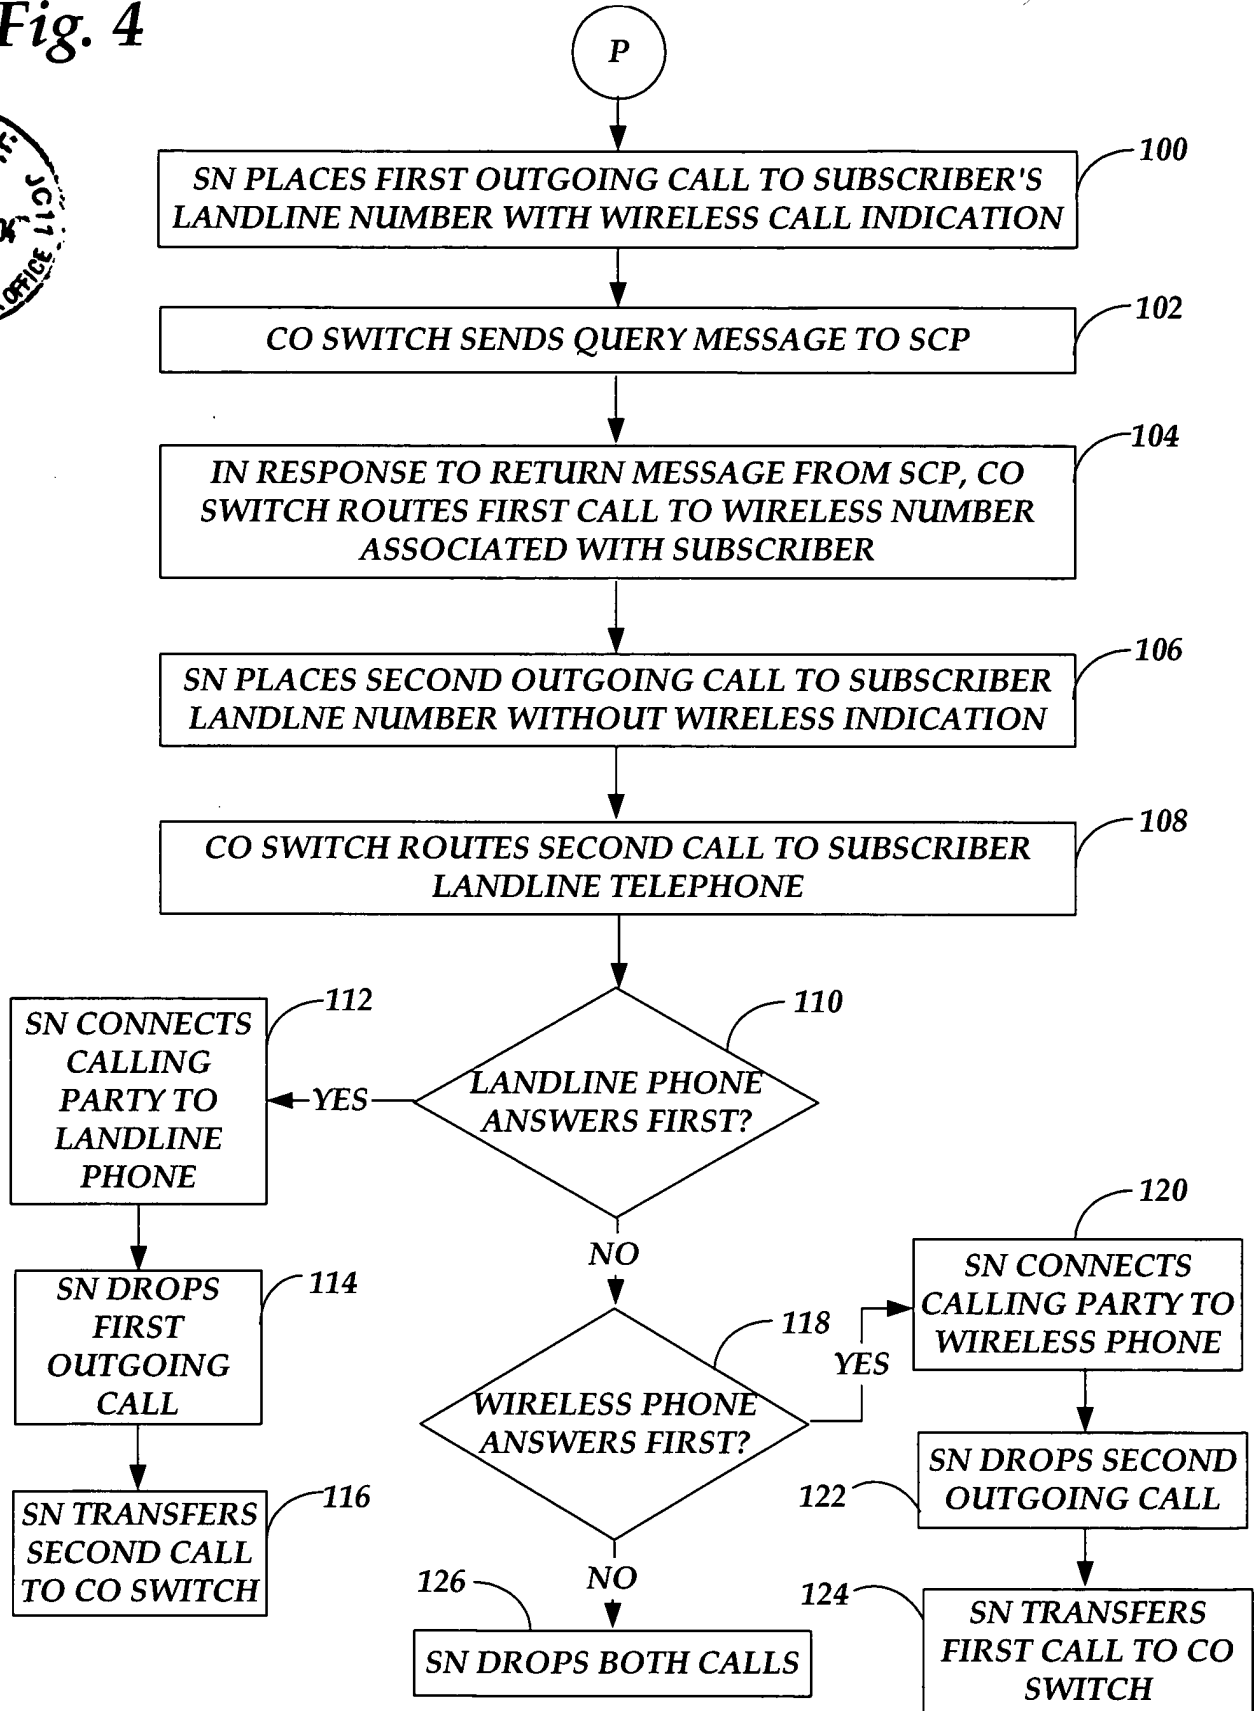 Fig. 4
P
100
SN PLACES FIRST OUTGOING CALL TO SUBSCRIBER'S
LANDLINE NUMBER WITH WIRELESS CALL INDICATION
102
CO SWITCH SENDS QUERY MESSAGE TO SCP
104
IN RESPONSE TO RETURN MESSAGE FROM SCP, CO
SWITCH ROUTES FIRST CALL TO WIRELESS NUMBER
ASSOCIATED WITH SUBSCRIBER
106
SN PLACES SECOND OUTGOING CALL TO SUBSCRIBER
LANDLNE NUMBER WITHOUT WIRELESS INDICATION
108
CO SWITCH ROUTES SECOND CALL TO SUBSCRIBER
LANDLINE TELEPHONE
110
LANDLINE PHONE
ANSWERS FIRST?
YES
112
SN CONNECTS
CALLING
PARTY TO
LANDLINE
PHONE
114
SN DROPS
FIRST
OUTGOING
CALL
116
SN TRANSFERS
SECOND CALL
TO CO SWITCH
NO
118
WIRELESS PHONE
ANSWERS FIRST?
YES
120
SN CONNECTS
CALLING PARTY TO
WIRELESS PHONE
122
SN DROPS SECOND
OUTGOING CALL
124
SN TRANSFERS
FIRST CALL TO CO
SWITCH
NO
126
SN DROPS BOTH CALLS
JC11
OFFICE